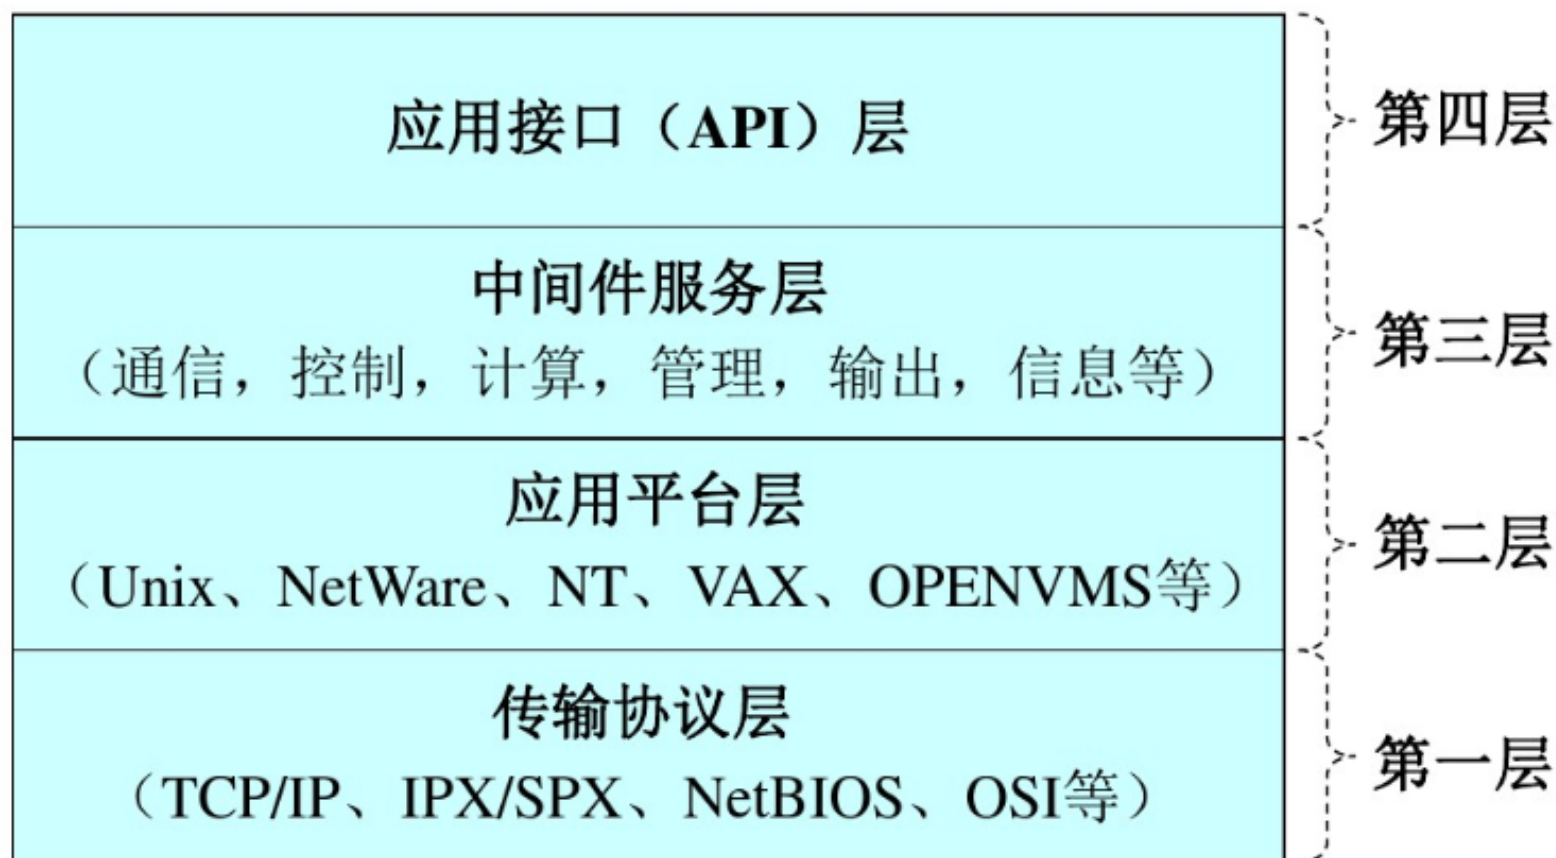 应用接口（API）层
第四层
中间件服务层
（通信，控制，计算，管理，输出，信息等）
第三层
应用平台层
（Unix、NetWare、NT、VAX、OPENVMS等）
第二层
传输协议层
（TCP/IP、IPX/SPX、NetBIOS、OSI等）
第一层